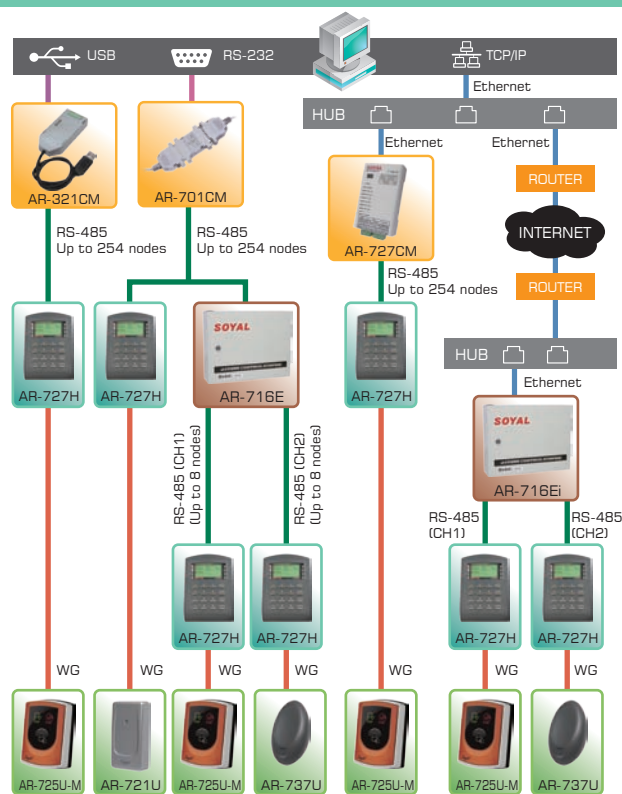 USB
RS-232
TCP/IP
Ethernet
HUB
Ethernet
Ethernet
AR-321CM
AR-701CM
SOYAL
AR-727CM
ROUTER
INTERNET
ROUTER
RS-485
Up to 254 nodes
RS-485
Up to 254 nodes
RS-485
Up to 254 nodes
AR-727H
AR-727H
SOYAL
AR-716E
AR-727H
HUB
Ethernet
SOYAL
AR-716Ei
RS-485 (CH1)
(Up to 8 nodes)
RS-485 (CH2)
(Up to 8 nodes)
RS-485
(CH1)
RS-485
(CH2)
AR-727H
AR-727H
AR-727H
AR-727H
WG
WG
WG
WG
WG
WG
WG
AR-725U-M
AR-721U
AR-725U-M
AR-737U
AR-725U-M
AR-725U-M
AR-737U